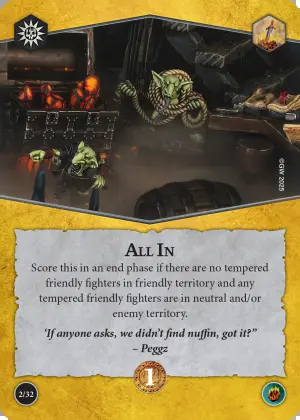 ©GW 2025
All In
Score this in an end phase if there are no tempered
friendly fighters in friendly territory and any
tempered friendly fighters are in neutral and/or
enemy territory.
‘If anyone asks, we didn’t find nuffin, got it?”
– Peggz
1
2/32